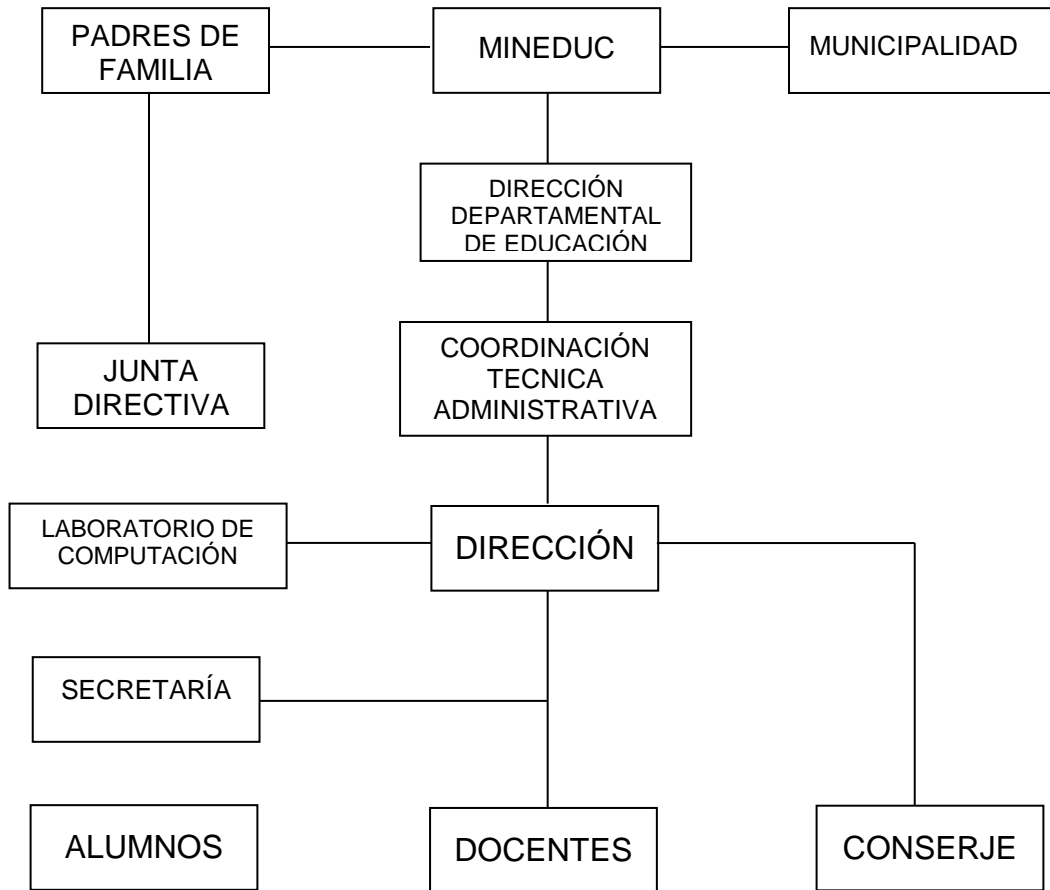 PADRES DE
FAMILIA
MINEDUC
MUNICIPALIDAD
DIRECCIÓN
DEPARTAMENTAL
DE EDUCACIÓN
JUNTA
DIRECTIVA
COORDINACIÓN
TECNICA
ADMINISTRATIVA
LABORATORIO DE
COMPUTACIÓN
DIRECCIÓN
SECRETARÍA
ALUMNOS
DOCENTES
CONSERJE